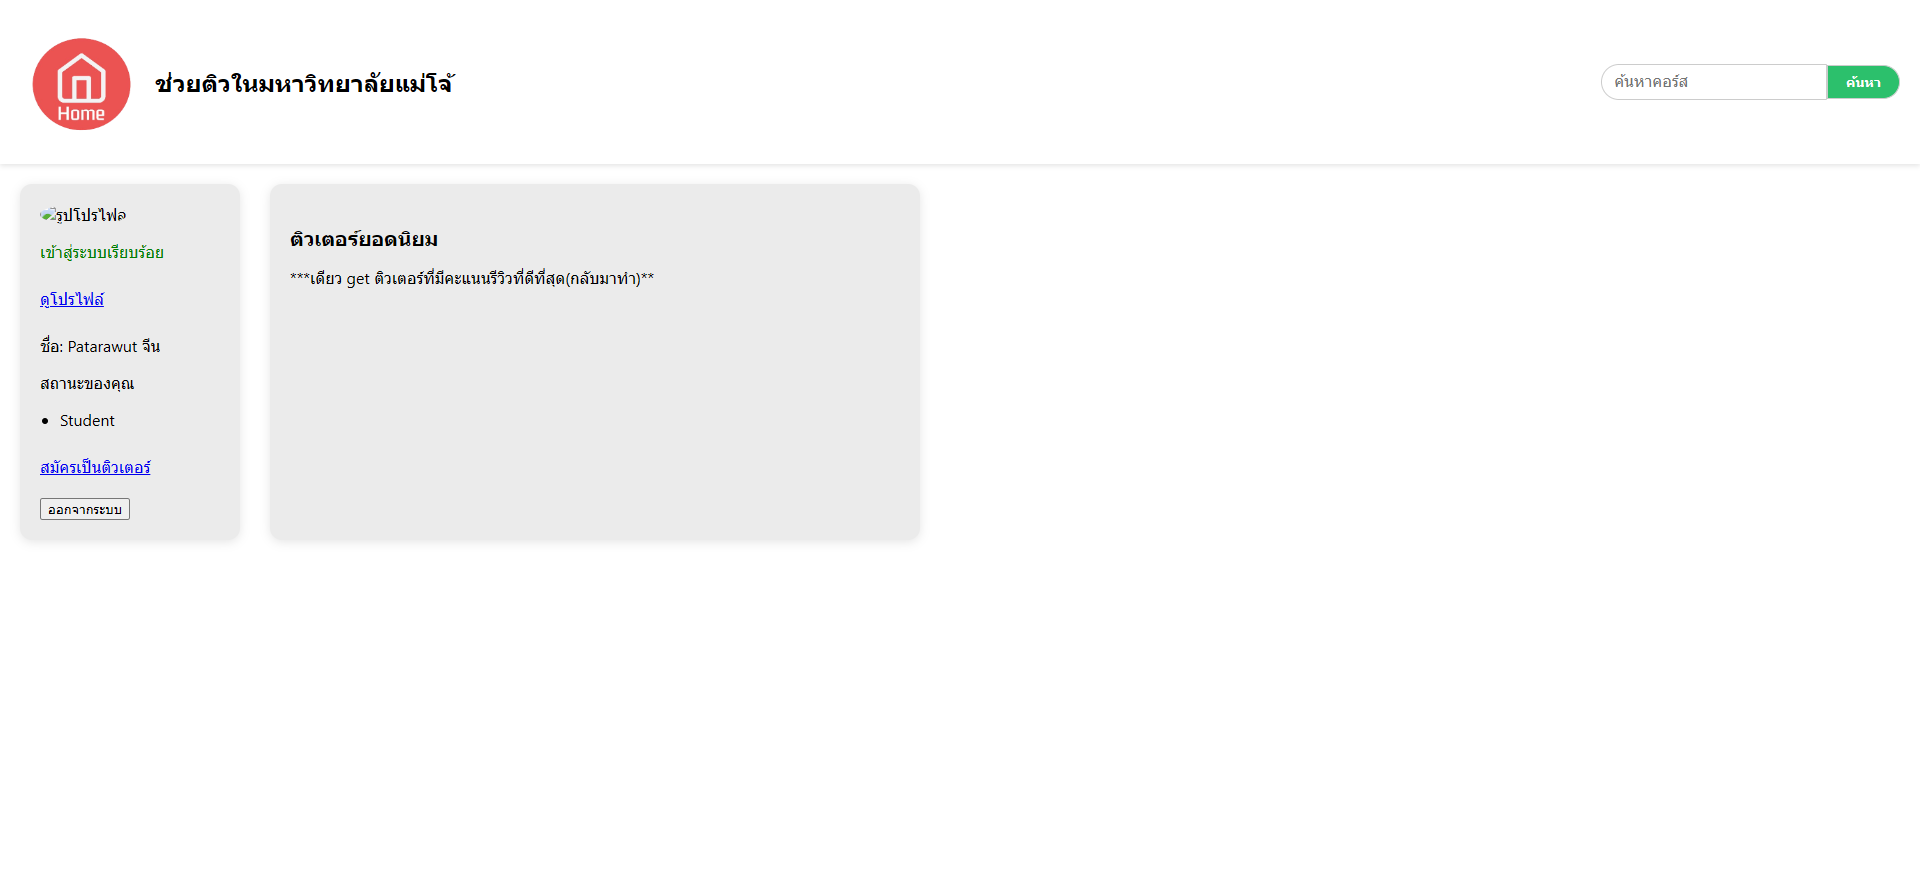 Home
ช่วยติวในมหาวิทยาลัยแม่โจ้
ค้นหาคอร์ส
ค้นหา
รูปโปรไฟล
เข้าสู่ระบบเรียบร้อย
ดูโปรไฟล์
ชื่อ: Patarawut จีน
สถานะของคุณ
Student
สมัครเป็นติวเตอร์
ออกจากระบบ
ติวเตอร์ยอดนิยม
***เดียว get ติวเตอร์ที่มีคะแนนรีวิวที่ดีที่สุด(กลับมาทำ)**